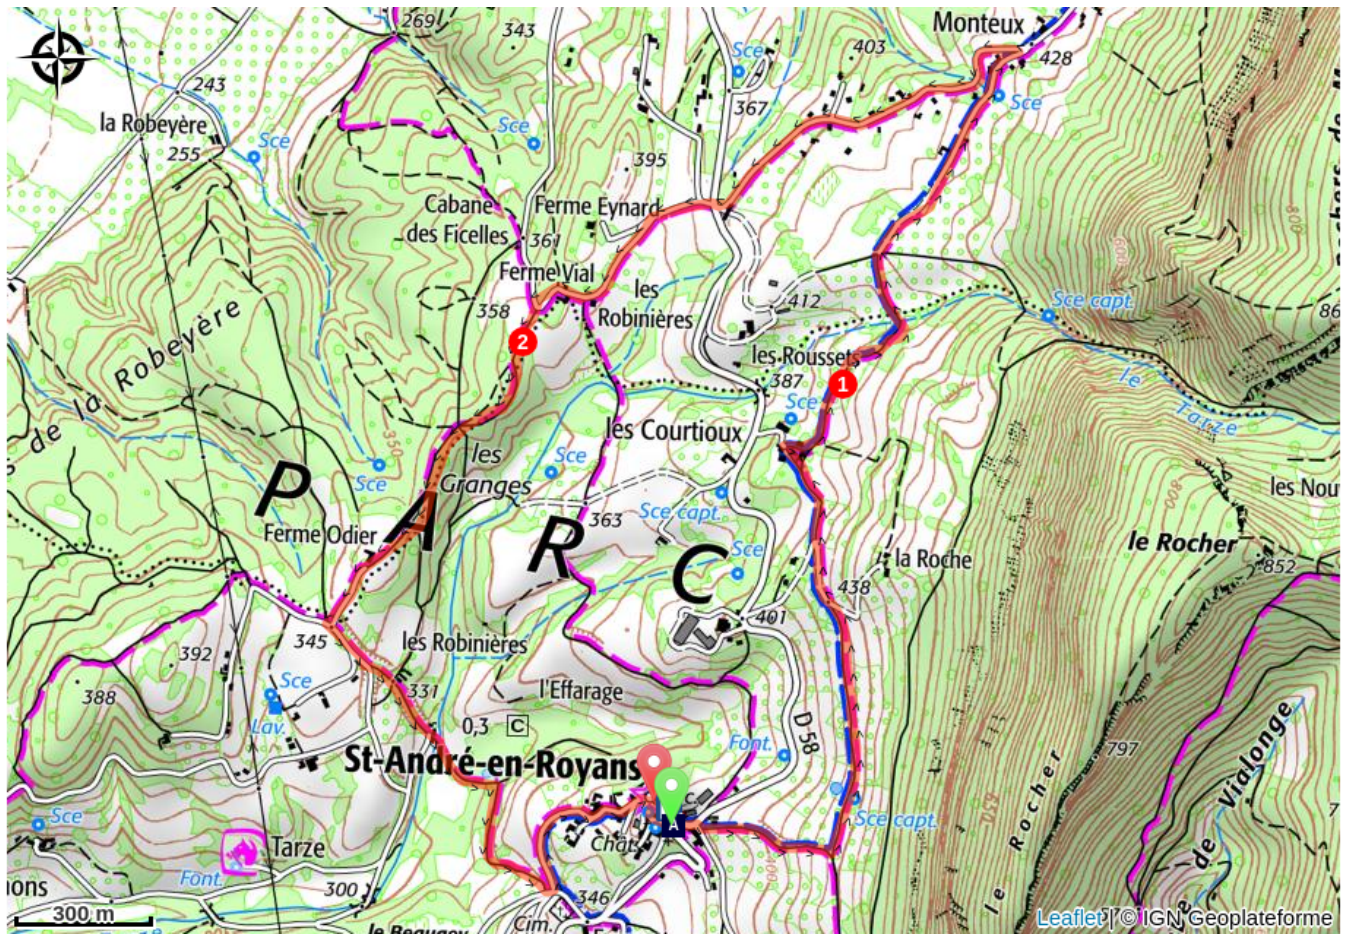 269
343
Monteux
403
Sce
428
243
367
Sce
la Robeyère
Sce
Sce
255
395
Cabane
des Ficelles
Ferme Eynard
361
Ferme Vial
les
Robinières
358
412
Sce capt.
2
les Roussets
387
1
le
Farze
Robeyère
de la
Sce
les Courtioux
350
les
Granges
Sce
Sce
Sce capt.
363
les Nou
PARC
Ferme Odier
Sce
la Roche
le Rocher
852
438
401
345
les Robinières
392
388
Sce
Lav.
331
l'Effarage
0,3 C
D 58
Font.
797
St-André-en-Royans
Vialonge
de
le Rocher
Sce
A
Sce capt.
Chât.
Tarze
Font.
300
346
Cim.
le Beugey
300 m
Leaflet | © IGN Geoplateforme